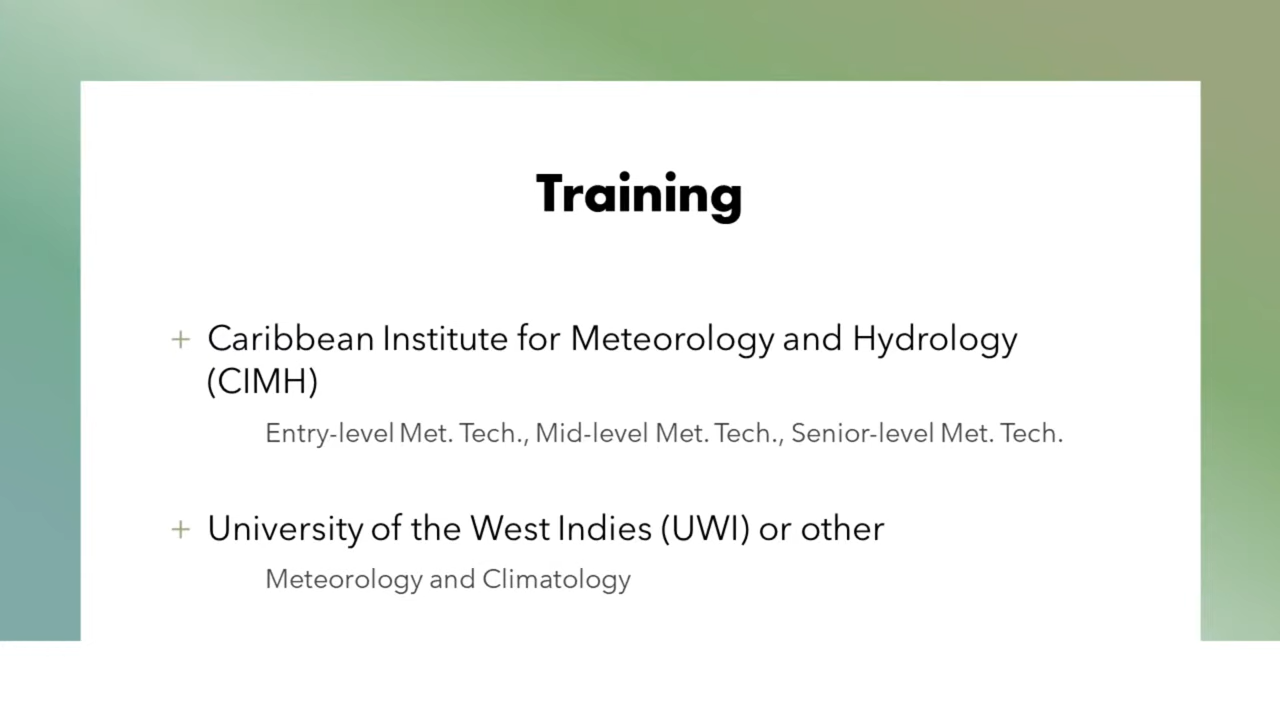 Training
+ Caribbean Institute for Meteorology and Hydrology
(CIMH)
Entry-level Met. Tech., Mid-level Met. Tech., Senior-level Met. Tech.
+ University of the West Indies (UWI) or other
Meteorology and Climatology